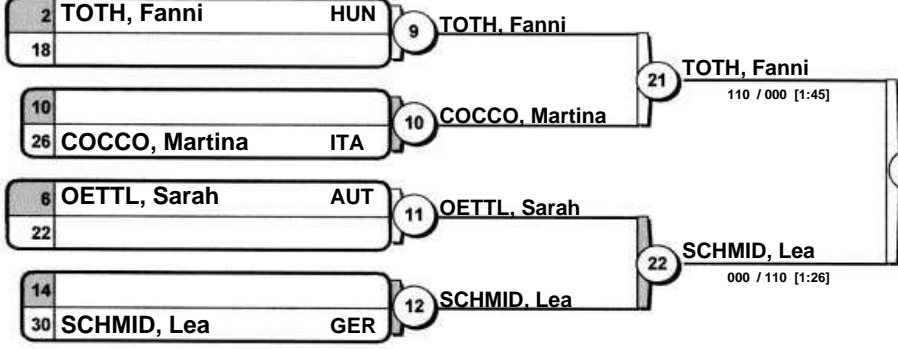 2 TOTH, Fanni HUN
18
9
TOTH, Fanni
10
26 COCCO, Martina ITA
10
COCCO, Martina
21
TOTH, Fanni
110 / 000 [1:45]
6 OETTL, Sarah AUT
22
11
OETTL, Sarah
14
30 SCHMID, Lea GER
12
SCHMID, Lea
22
SCHMID, Lea
000 / 110 [1:26]